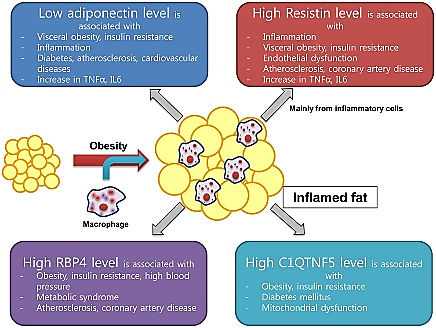 Low adiponectin level is associated with
- Visceral obesity, insulin resistance
- Inflammation
- Diabetes, atherosclerosis, cardiovascular
diseases
- Increase in TNFα, IL6
High Resistin level is associated
with
- Inflammation
- Visceral obesity, insulin resistance
- Endothelial dysfunction
- Atherosclerosis, coronary artery disease
- Increase in TNFα, IL6
Mainly from inflammatory cells
Obesity
Macrophage
Inflamed fat
High RBP4 level is associated with
- Obesity, insulin resistance, high blood
pressure
- Metabolic syndrome
- Atherosclerosis, coronary artery disease
High C1QTNF5 level is associated
with
- Obesity, insulin resistance
- Diabetes mellitus
- Mitochondrial dysfunction